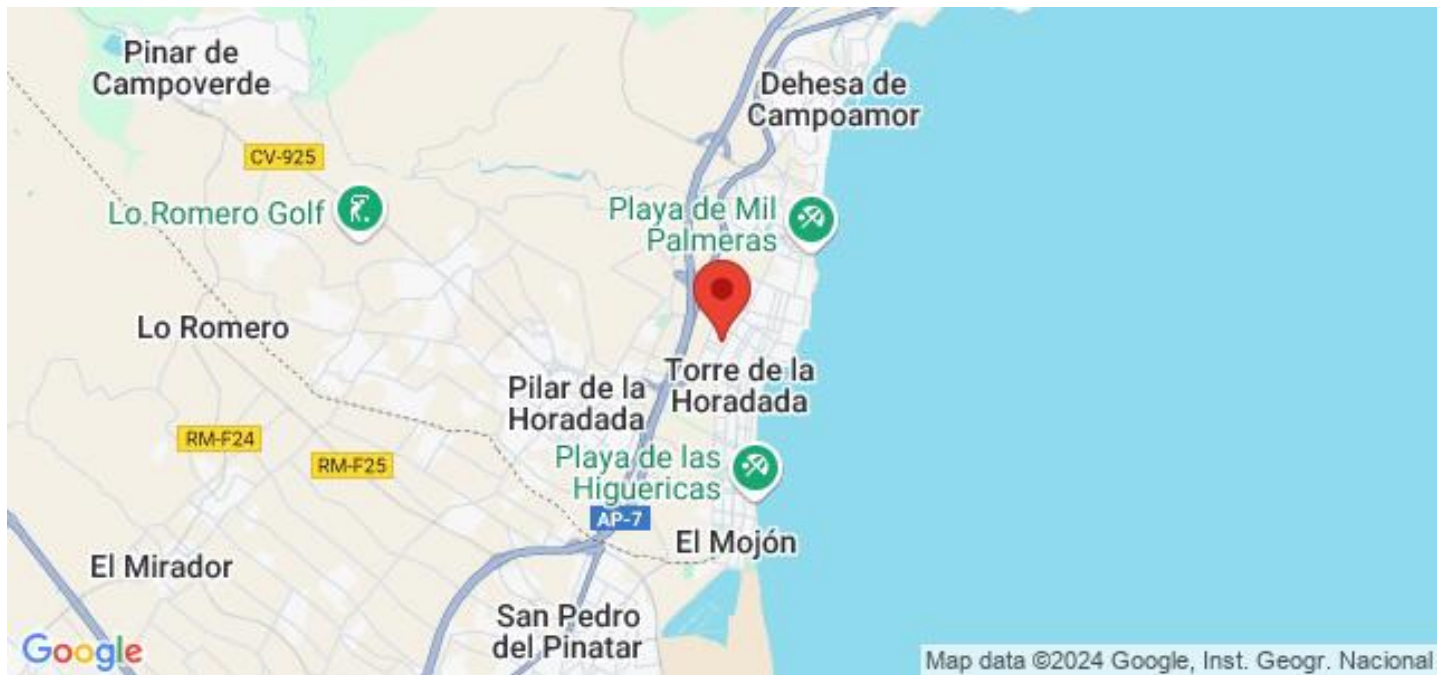 Pinar de
Campoverde
Dehesa de
Campoamor
CV-925
Lo Romero Golf
Playa de Mil
Palmeras
Lo Romero
Torre de la
Horadada
Pilar de la
Horadada
RM-F24
RM-F25
Playa de las
Higuericas
AP-7
El Mojón
El Mirador
San Pedro
del Pinatar
Google
Map data ©2024 Google, Inst. Geogr. Nacional